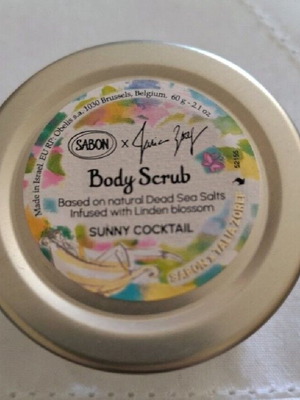 Made in Israel. EU RP: Obelis s.a, 1030 Brussels, Belgium. 60 g - 2.1 oz.
SABON x
Body Scrub
Based on natural Dead Sea Salts
Infused with Linden blossom
SUNNY COCKTAIL